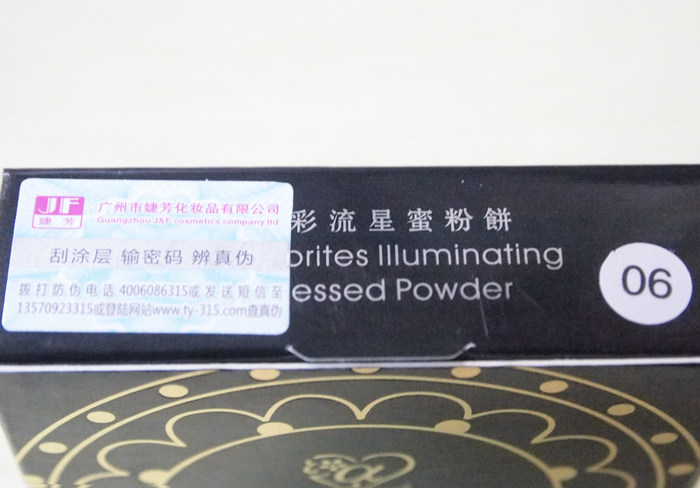 JF
婕芳
广州市婕芳化妆品有限公司
Guangzhou J&F cosmetics company ltd
刮涂层 输密码 辨真伪
拨打防伪电话4006086315或发送短信至
13570923315或登陆网站www.ty-315.com查真伪
彩流星蜜粉餅
orites Illuminating
essed Powder
06